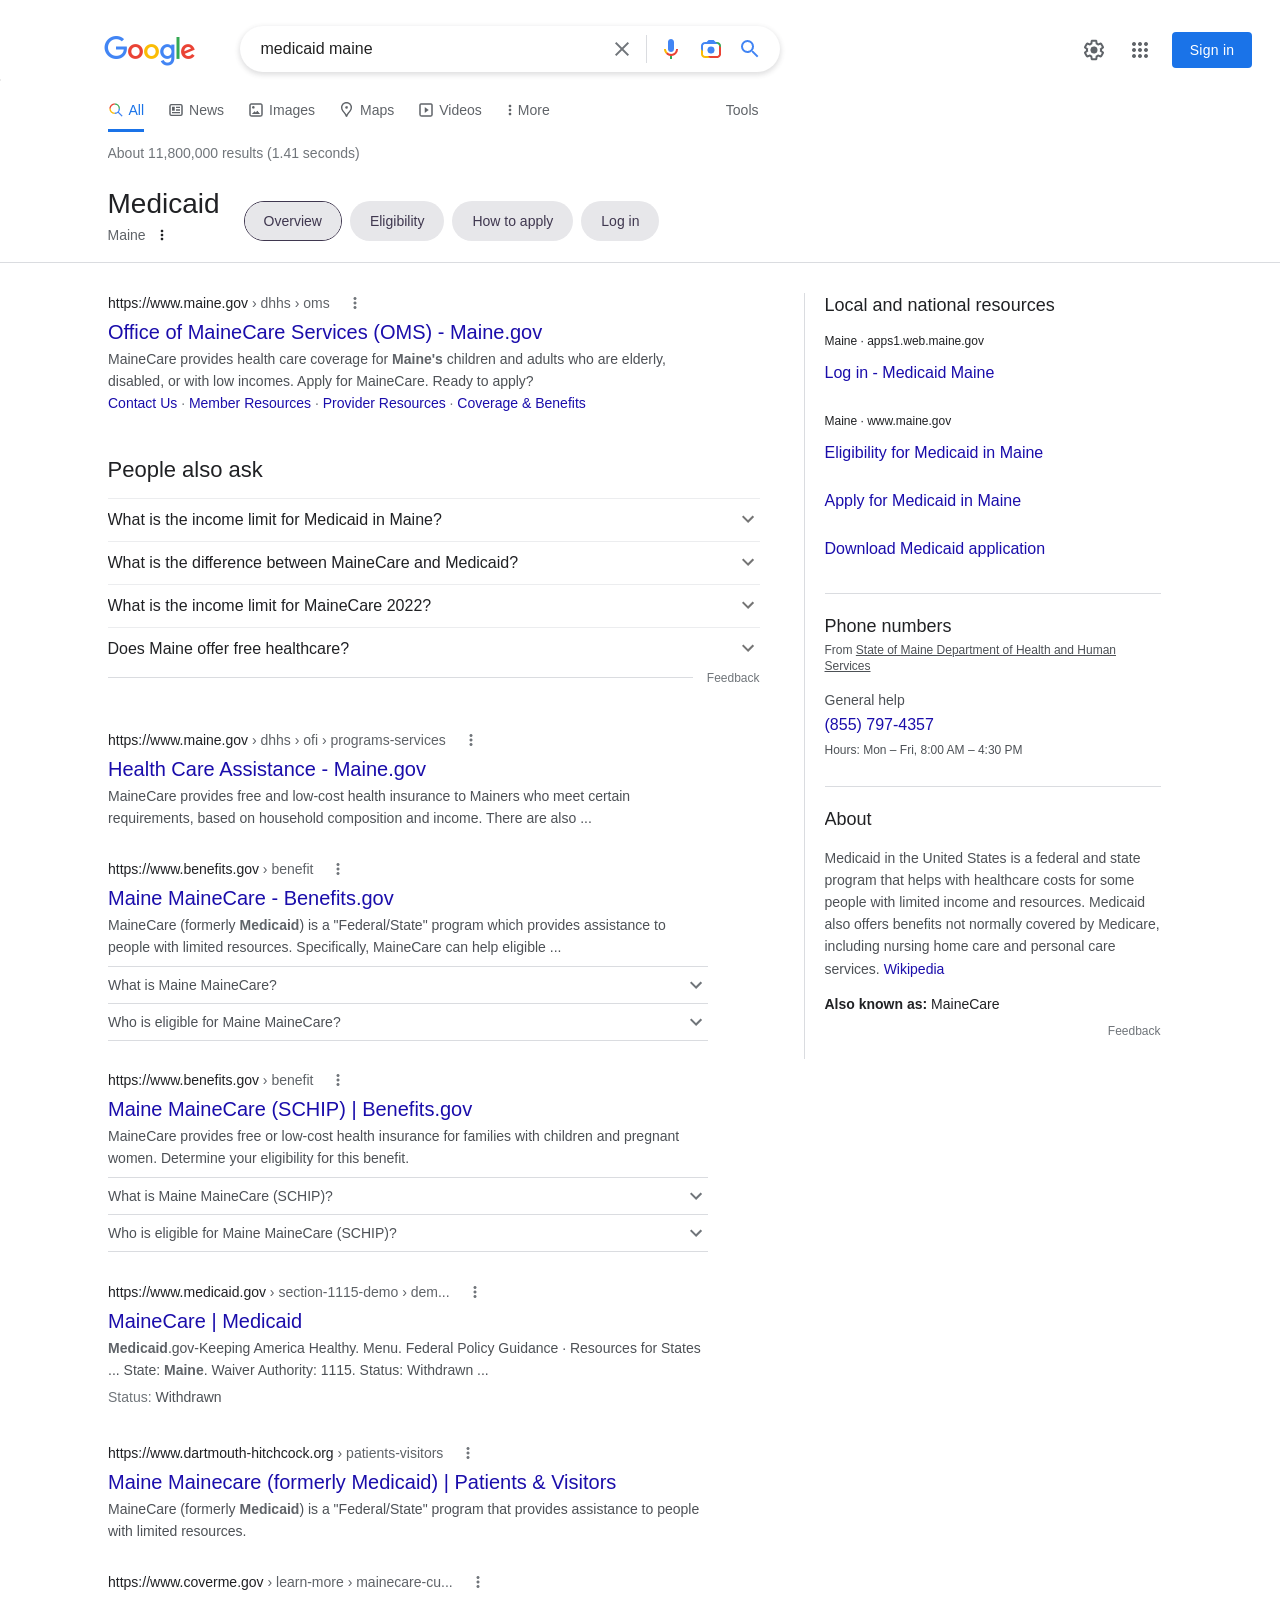 Google
medicaid maine
Sign in
All
News
Images
Maps
Videos
More
Tools
About 11,800,000 results (1.41 seconds)
Medicaid
Maine
Overview
Eligibility
How to apply
Log in
https://www.maine.gov › dhhs › oms
Office of MaineCare Services (OMS) - Maine.gov
MaineCare provides health care coverage for Maine's children and adults who are elderly,
disabled, or with low incomes. Apply for MaineCare. Ready to apply?
Contact Us · Member Resources · Provider Resources · Coverage & Benefits
People also ask
What is the income limit for Medicaid in Maine?
What is the difference between MaineCare and Medicaid?
What is the income limit for MaineCare 2022?
Does Maine offer free healthcare?
Feedback
https://www.maine.gov › dhhs › ofi › programs-services
Health Care Assistance - Maine.gov
MaineCare provides free and low-cost health insurance to Mainers who meet certain
requirements, based on household composition and income. There are also ...
https://www.benefits.gov › benefit
Maine MaineCare - Benefits.gov
MaineCare (formerly Medicaid) is a "Federal/State" program which provides assistance to
people with limited resources. Specifically, MaineCare can help eligible ...
What is Maine MaineCare?
Who is eligible for Maine MaineCare?
https://www.benefits.gov › benefit
Maine MaineCare (SCHIP) | Benefits.gov
MaineCare provides free or low-cost health insurance for families with children and pregnant
women. Determine your eligibility for this benefit.
What is Maine MaineCare (SCHIP)?
Who is eligible for Maine MaineCare (SCHIP)?
https://www.medicaid.gov › section-1115-demo › dem...
MaineCare | Medicaid
Medicaid.gov-Keeping America Healthy. Menu. Federal Policy Guidance · Resources for States
... State: Maine. Waiver Authority: 1115. Status: Withdrawn ...
Status: Withdrawn
https://www.dartmouth-hitchcock.org › patients-visitors
Maine Mainecare (formerly Medicaid) | Patients & Visitors
MaineCare (formerly Medicaid) is a "Federal/State" program that provides assistance to people
with limited resources.
https://www.coverme.gov › learn-more › mainecare-cu...
Local and national resources
Maine · apps1.web.maine.gov
Log in - Medicaid Maine
Maine · www.maine.gov
Eligibility for Medicaid in Maine
Apply for Medicaid in Maine
Download Medicaid application
Phone numbers
From State of Maine Department of Health and Human
Services
General help
(855) 797-4357
Hours: Mon – Fri, 8:00 AM – 4:30 PM
About
Medicaid in the United States is a federal and state
program that helps with healthcare costs for some
people with limited income and resources. Medicaid
also offers benefits not normally covered by Medicare,
including nursing home care and personal care
services. Wikipedia
Also known as: MaineCare
Feedback